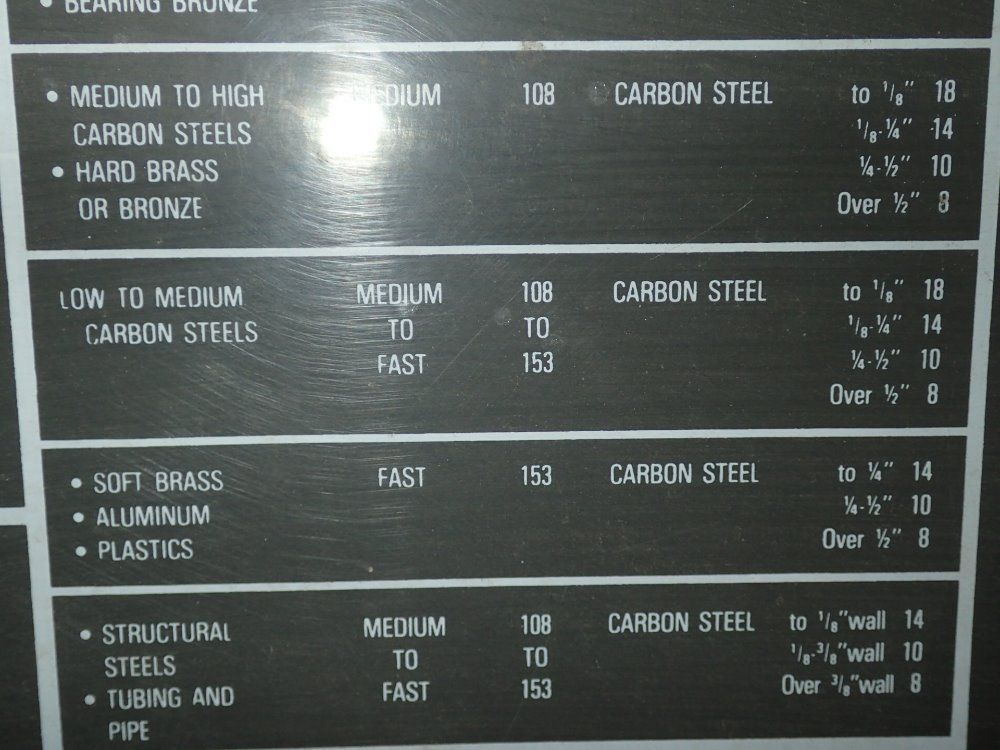 • BEARING BRONZE
• MEDIUM TO HIGH MEDIUM 108 CARBON STEEL to 1/8" 18
CARBON STEELS 1/8-1/4" 14
• HARD BRASS 1/4-1/2" 10
OR BRONZE Over 1/2" 8
LOW TO MEDIUM MEDIUM 108 CARBON STEEL to 1/8" 18
CARBON STEELS TO TO 1/8-1/4" 14
FAST 153 1/4-1/2" 10
Over 1/2" 8
• SOFT BRASS FAST 153 CARBON STEEL to 1/4" 14
• ALUMINUM 1/4-1/2" 10
• PLASTICS Over 1/2" 8
• STRUCTURAL MEDIUM 108 CARBON STEEL to 1/8" wall 14
STEELS TO TO 1/8-3/8" wall 10
• TUBING AND FAST 153 Over 3/8" wall 8
PIPE